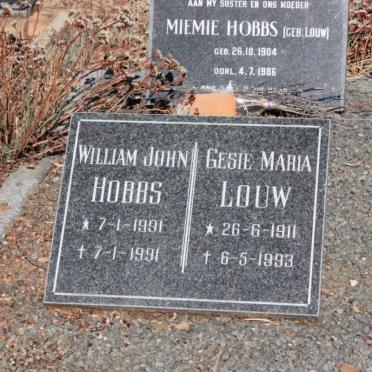 AAN MY SUSTER EN ONS MOEDER
MIEMIE HOBBS (GEB. LOUW)
GEB. 26.10.1904
OORL. 4.7.1986
WILLIAM JOHN
HOBBS
★ 7-1-1991
† 7-1-1991
GESIE MARIA
LOUW
★ 26-6-1911
† 6-5-1993